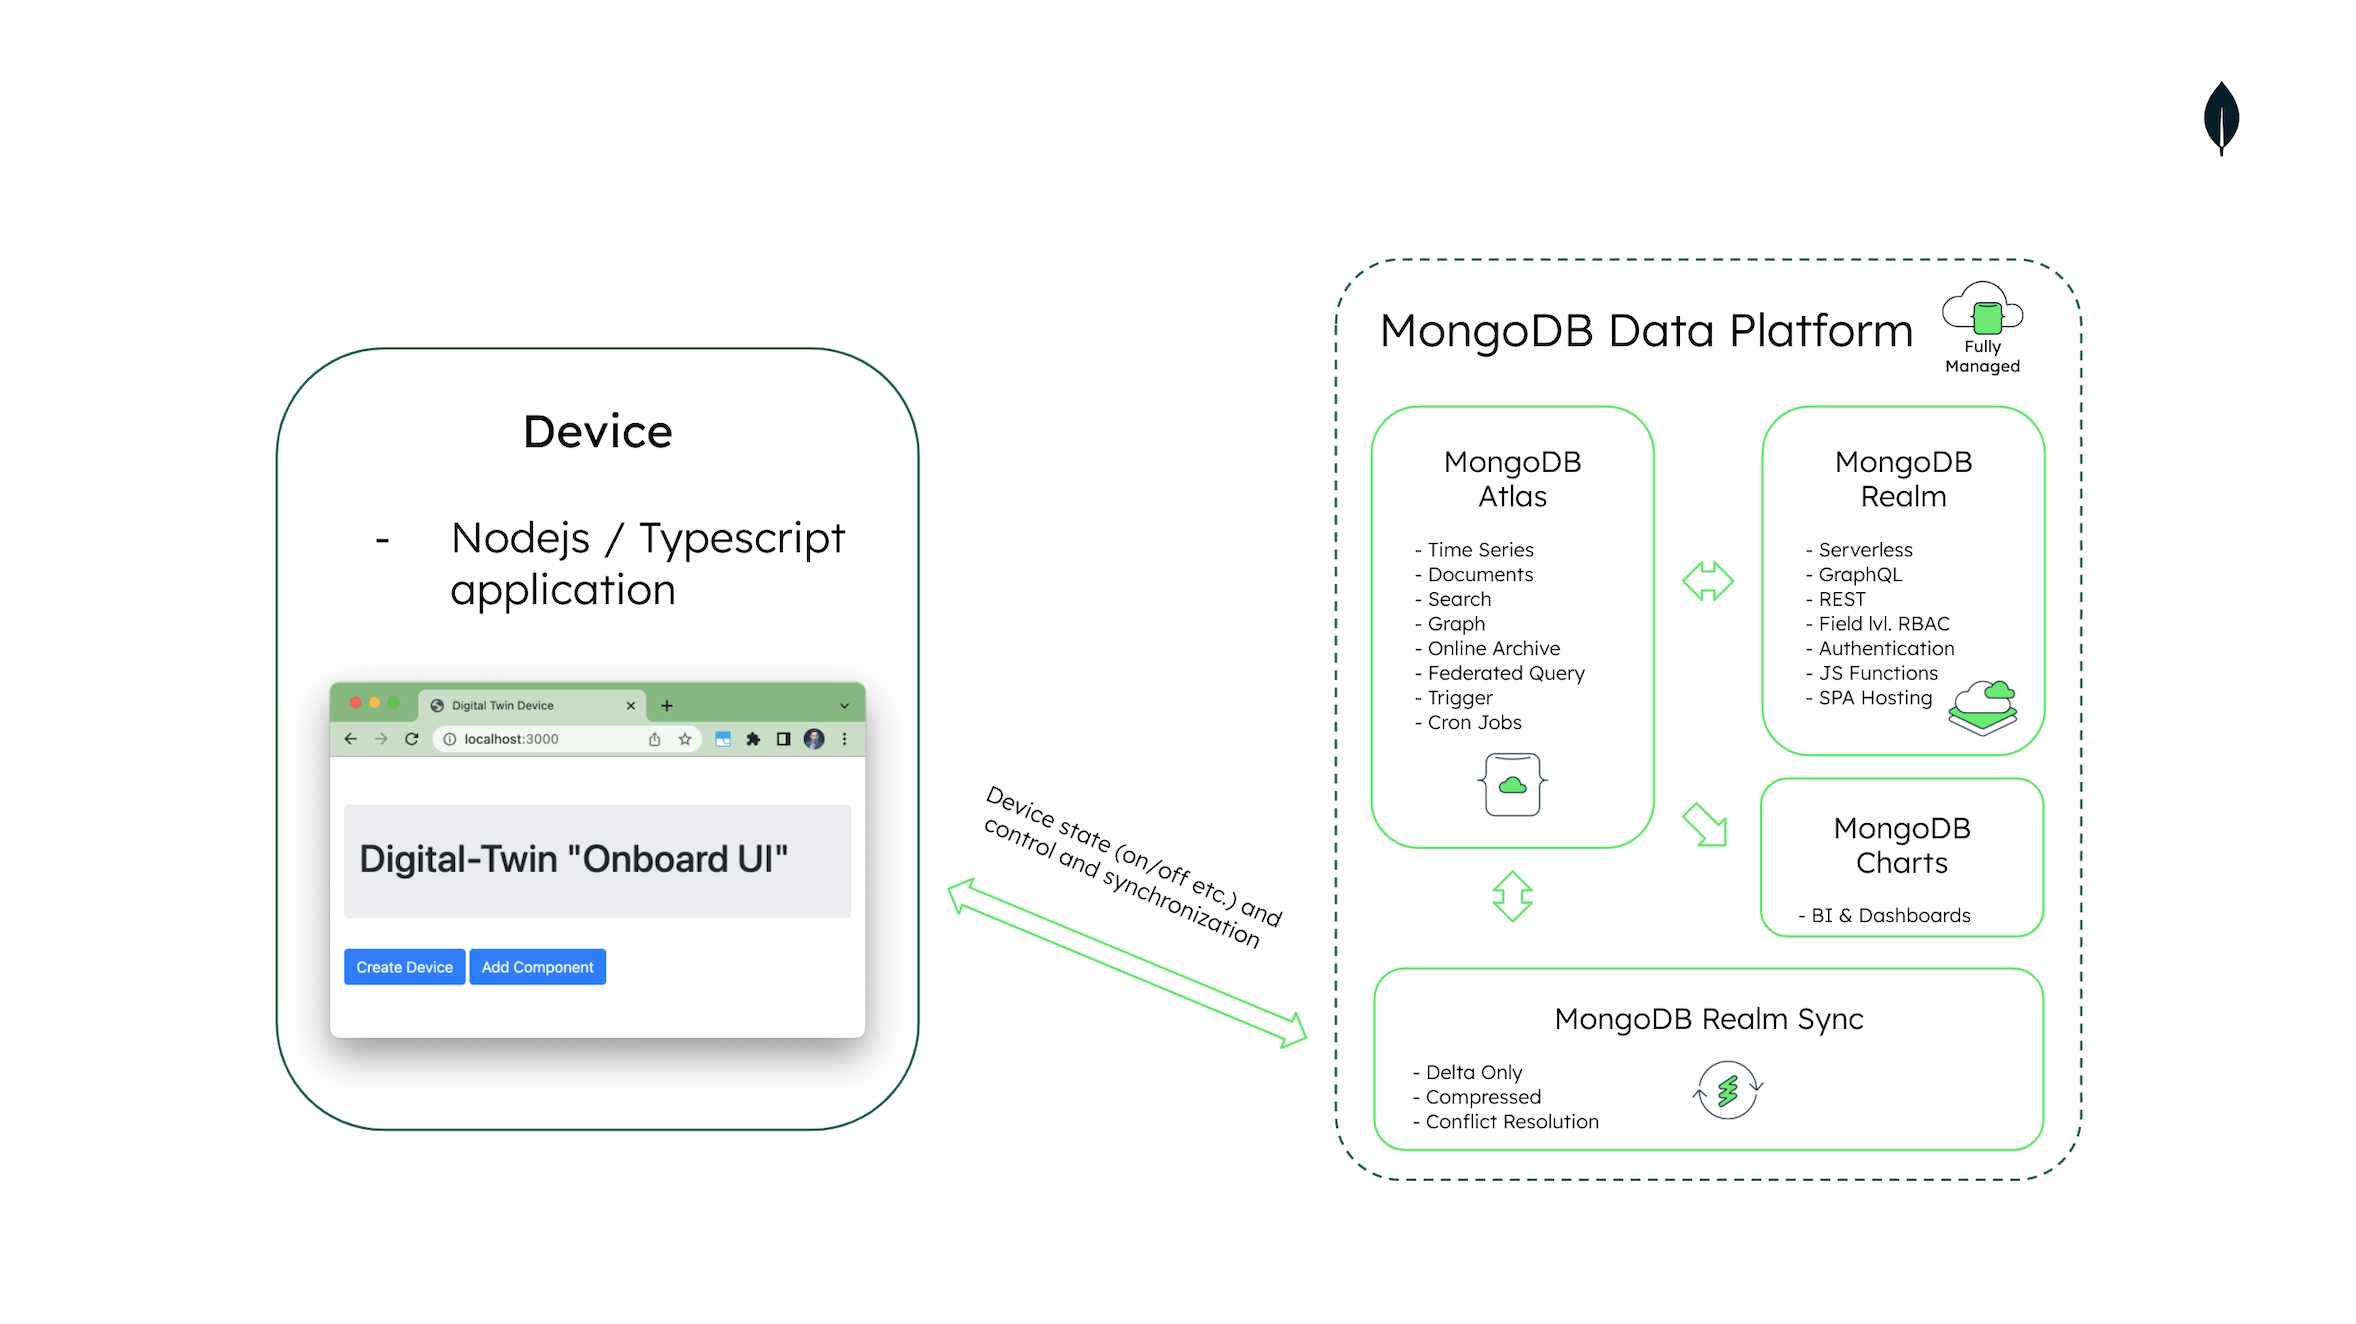 Device
- Nodejs / Typescript
application
Digital Twin Device
localhost:3000
Digital-Twin "Onboard UI"
Create Device
Add Component
Device state (on/off etc.) and
control and synchronization
MongoDB Data Platform
Fully
Managed
MongoDB
Atlas
- Time Series
- Documents
- Search
- Graph
- Online Archive
- Federated Query
- Trigger
- Cron Jobs
MongoDB
Realm
- Serverless
- GraphQL
- REST
- Field lvl. RBAC
- Authentication
- JS Functions
- SPA Hosting
MongoDB
Charts
- BI & Dashboards
MongoDB Realm Sync
- Delta Only
- Compressed
- Conflict Resolution